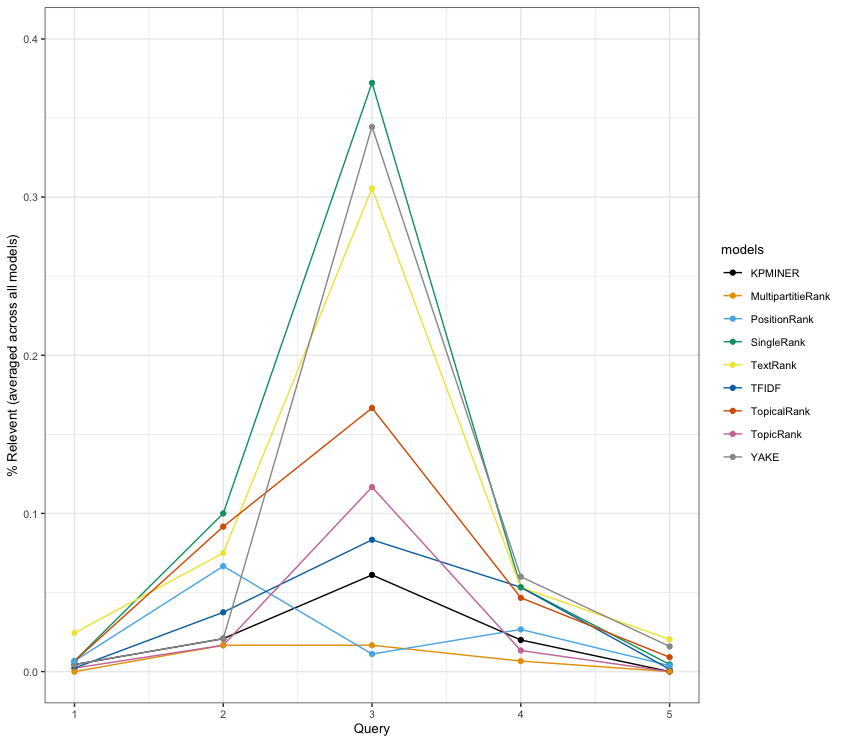 0.4
0.3
0.2
0.1
0.0
% Relevent (averaged across all models)
1 2 3 4 5
Query
models
KPMINER
MultipartitieRank
PositionRank
SingleRank
TextRank
TFIDF
TopicalRank
TopicRank
YAKE